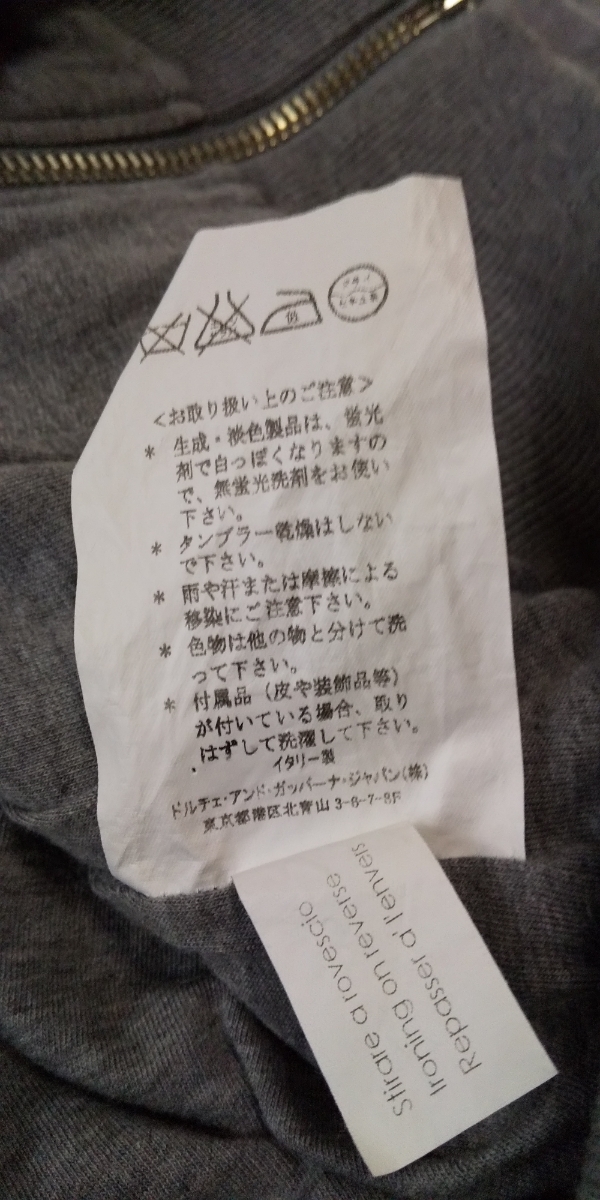 低
<お取り扱い上のご注意>
* 生成・淡色製品は、蛍光
剤で白っぽくなりますの
で、無蛍光洗剤をお使い
下さい。
* タンブラー乾燥はしない
で下さい。
* 雨や汗または摩擦による
移染にご注意下さい。
* 色物は他の物と分けて洗
って下さい。
* 付属品(皮や装飾品等)
が付いている場合、取り
はずして洗濯して下さい。
イタリー製
ドルチェ・アンド・ガッバーナ・ジャパン(株)
東京都港区北青山 3-6-7-8F
Stirare a rovescio
Ironing on reverse
Repasser à l'envers